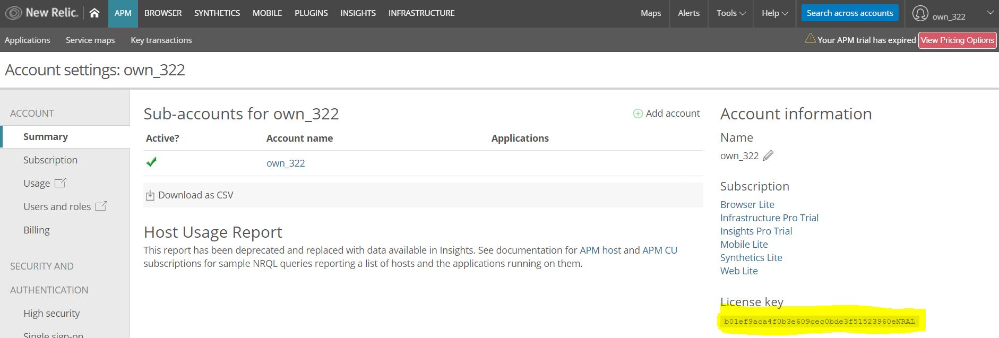 New Relic.
APM BROWSER SYNTHETICS MOBILE PLUGINS INSIGHTS INFRASTRUCTURE
Maps Alerts Tools Help Search across accounts own_322
Applications Service maps Key transactions
Your APM trial has expired View Pricing Options
Account settings: own_322
ACCOUNT
Summary
Subscription
Usage
Users and roles
Billing
SECURITY AND
AUTHENTICATION
High security
Single sign-on
Sub-accounts for own_322
Add account
Active? Account name Applications
own_322
Download as CSV
Host Usage Report
This report has been deprecated and replaced with data available in Insights. See documentation for APM host and APM CU
subscriptions for sample NRQL queries reporting a list of hosts and the applications running on them.
Account information
Name
own_322
Subscription
Browser Lite
Infrastructure Pro Trial
Insights Pro Trial
Mobile Lite
Synthetics Lite
Web Lite
License key
b01ef9aca4f0b3e609cec0bde3f51523960eNRAL